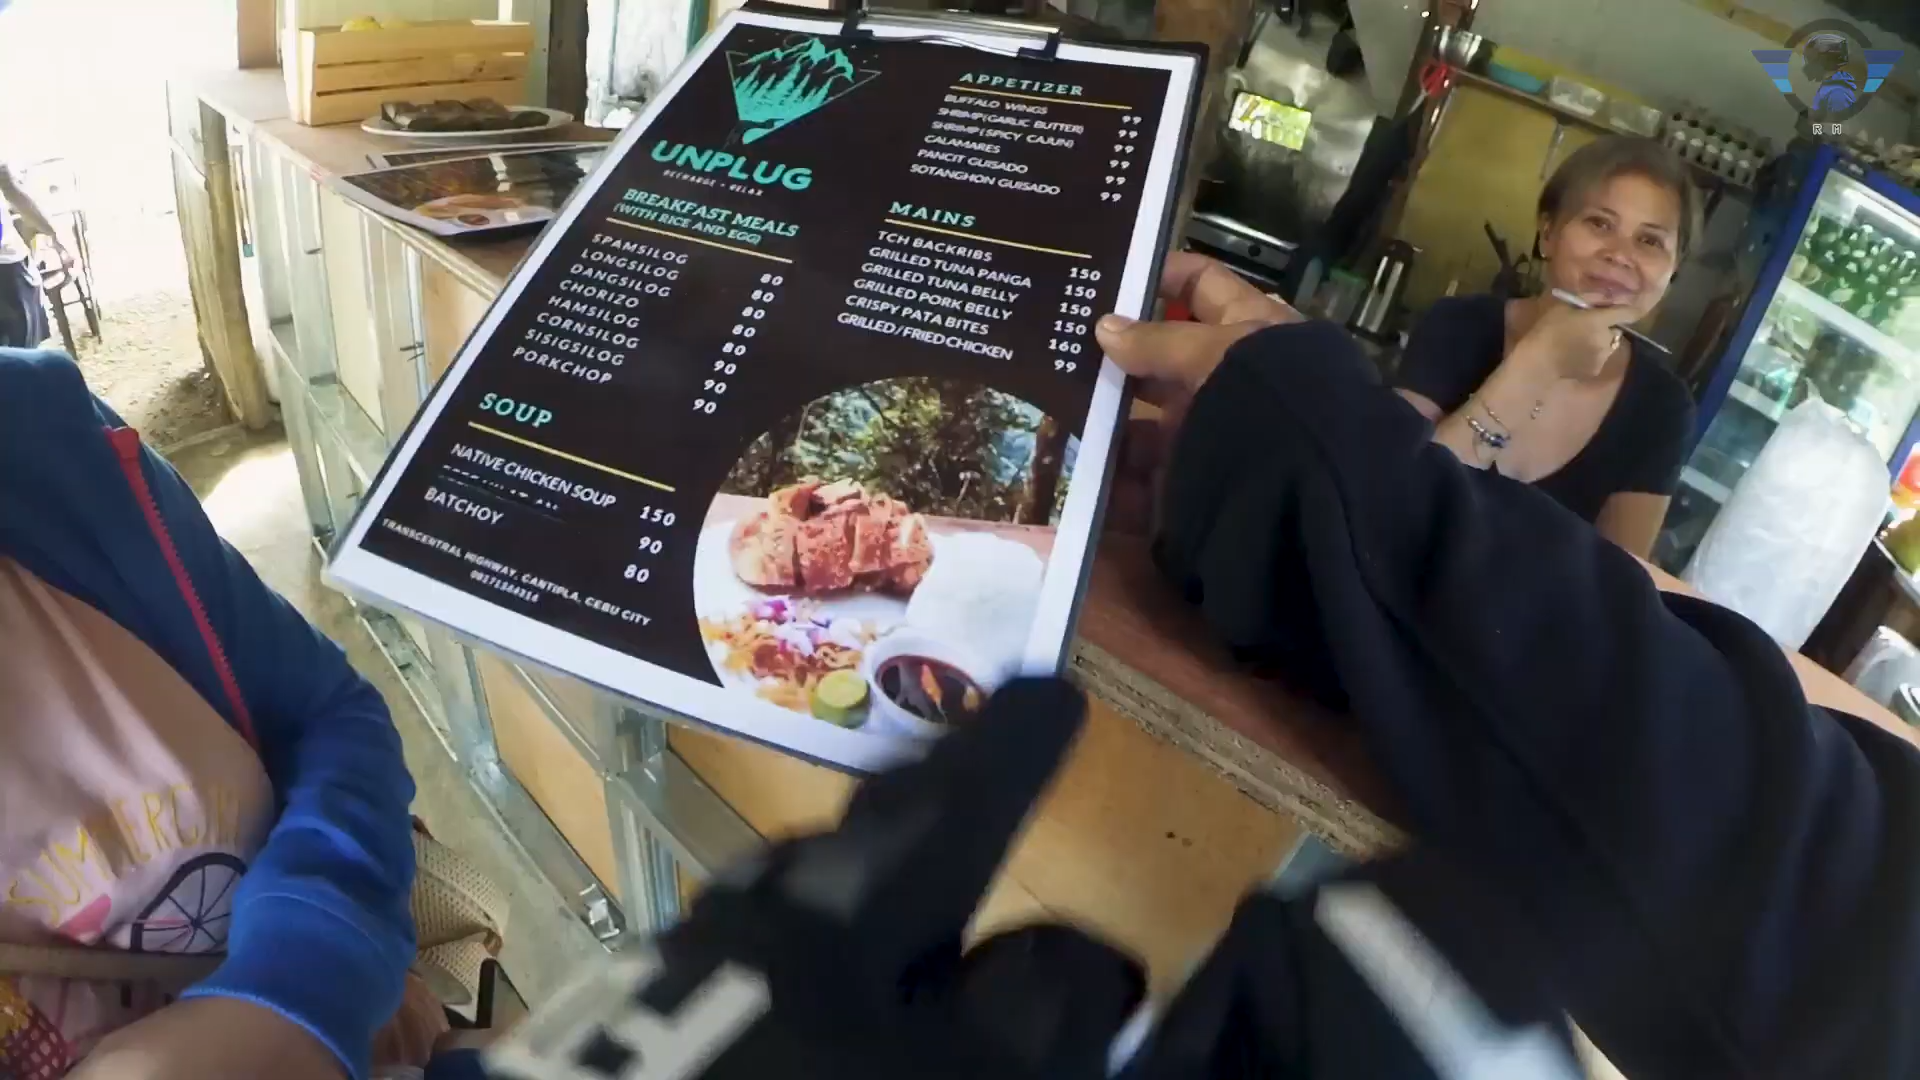 UNPLUG
RECHARGE • RELAX
BREAKFAST MEALS
(WITH RICE AND EGG)
SPAMSILOG 80
LONGSILOG 80
DANGSILOG 80
CHORIZO 80
HAMSILOG 80
CORNSILOG 90
SISIGSILOG 90
PORKCHOP 90
SOUP
NATIVE CHICKEN SOUP 150
90
BATCHOY 80
TRANSCENTRAL HIGHWAY, CANTIPLA, CEBU CITY
APPETIZER
BUFFALO WINGS 99
SHRIMP (GARLIC BUTTER) 99
SHRIMP (SPICY CAJUN) 99
CALAMARES 99
PANCIT GUISADO 99
SOTANGHON GUISADO 99
MAINS
TCH BACKRIBS 150
GRILLED TUNA PANGA 150
GRILLED TUNA BELLY 150
GRILLED PORK BELLY 150
CRISPY PATA BITES 160
GRILLED/FRIED CHICKEN 99
R M